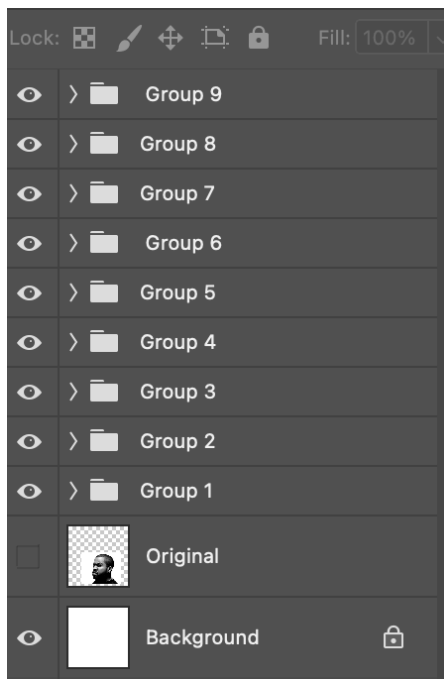 Lock: Fill: 100%
Group 9
Group 8
Group 7
Group 6
Group 5
Group 4
Group 3
Group 2
Group 1
Original
Background